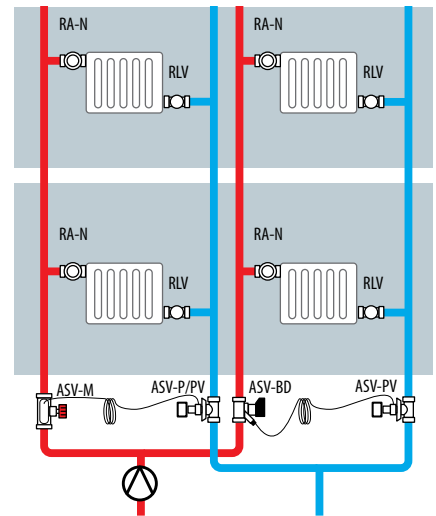 RA-N
RLV
RA-N
RLV
RA-N
RLV
RA-N
RLV
ASV-M
ASV-P/PV
ASV-BD
ASV-PV